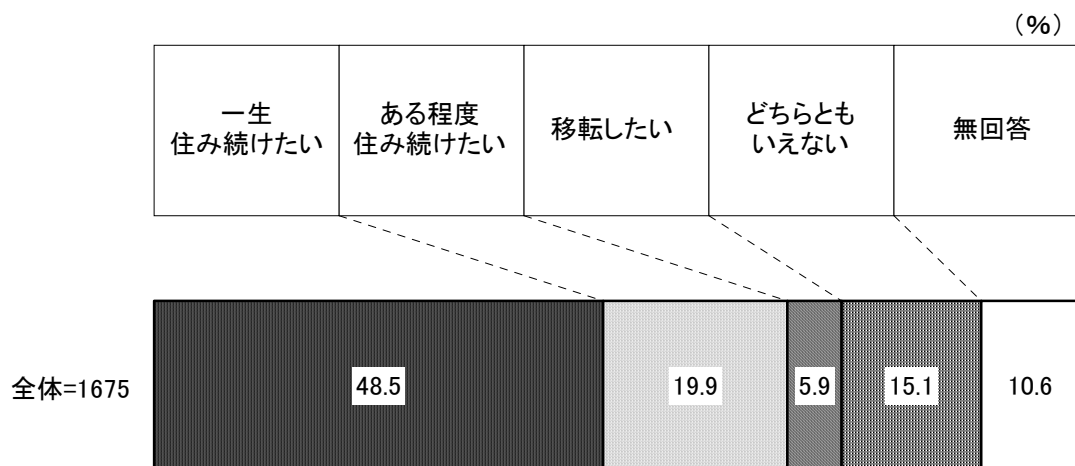 (%)
一生
住み続けたい
ある程度
住み続けたい
移転したい
どちらとも
いえない
無回答
全体=1675
48.5
19.9
5.9
15.1
10.6